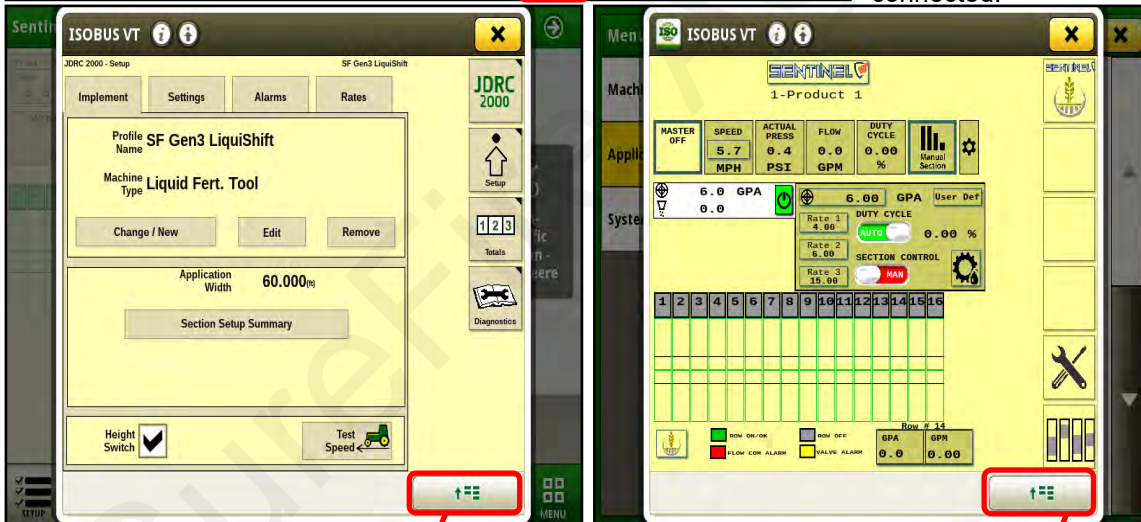 connected.
Sentin
ISOBUS VT
JDRC 2000 - Setup
SF Gen3 LiquiShift
Implement
Settings
Alarms
Rates
JDRC
2000
Profile
Name
SF Gen3 LiquiShift
Machine
Type
Liquid Fert. Tool
Change / New
Edit
Remove
Setup
1 2 3
Totals
Application
Width
60.000(ft)
Section Setup Summary
Diagnostics
Height
Switch
Test
Speed
SETUP
MENU
Men
Machi
Applic
Syste
ISO
ISOBUS VT
SENTINEL
1-Product 1
SENTINEL
MASTER
OFF
SPEED
5.7
MPH
ACTUAL
PRESS
0.4
PSI
FLOW
0.0
GPM
DUTY
CYCLE
0.00
%
Manual
Section
6.0 GPA
0.0
6.00 GPA
User Def
Rate 1
4.00
Rate 2
6.00
Rate 3
15.00
DUTY CYCLE
AUTO
0.00 %
SECTION CONTROL
MAN
1 2 3 4 5 6 7 8 9 10 11 12 13 14 15 16
ROW ON/OK
ROW OFF
FLOW COM ALARM
VALVE ALARM
Row # 14
GPA
0.0
GPM
0.00